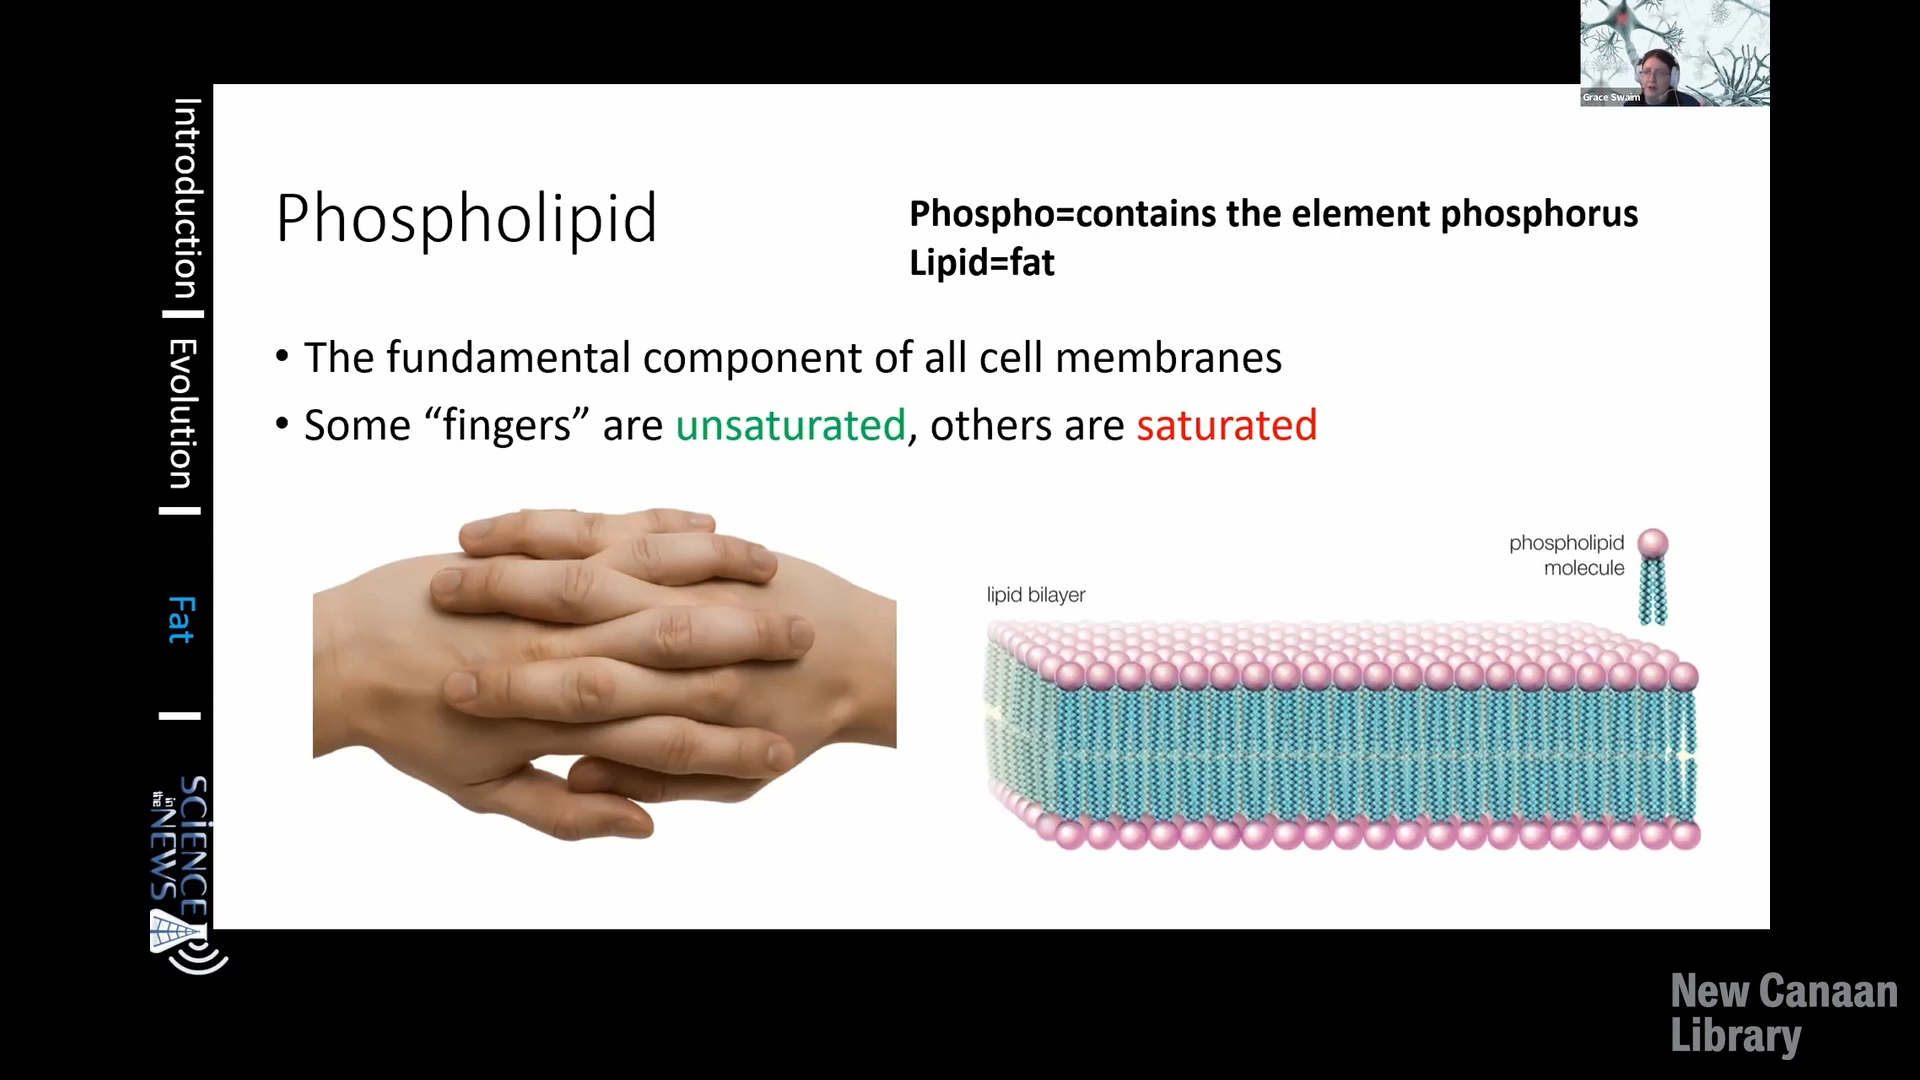 Grace Swaim
Introduction
Evolution
Fat
SCIENCE
in the NEWS
Phospholipid
Phospho=contains the element phosphorus
Lipid=fat
• The fundamental component of all cell membranes
• Some “fingers” are unsaturated, others are saturated
phospholipid
molecule
lipid bilayer
New Canaan
Library